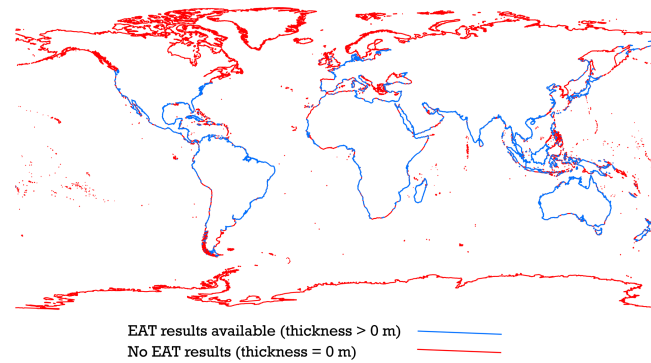 EAT results available (thickness > 0 m)
No EAT results (thickness = 0 m)